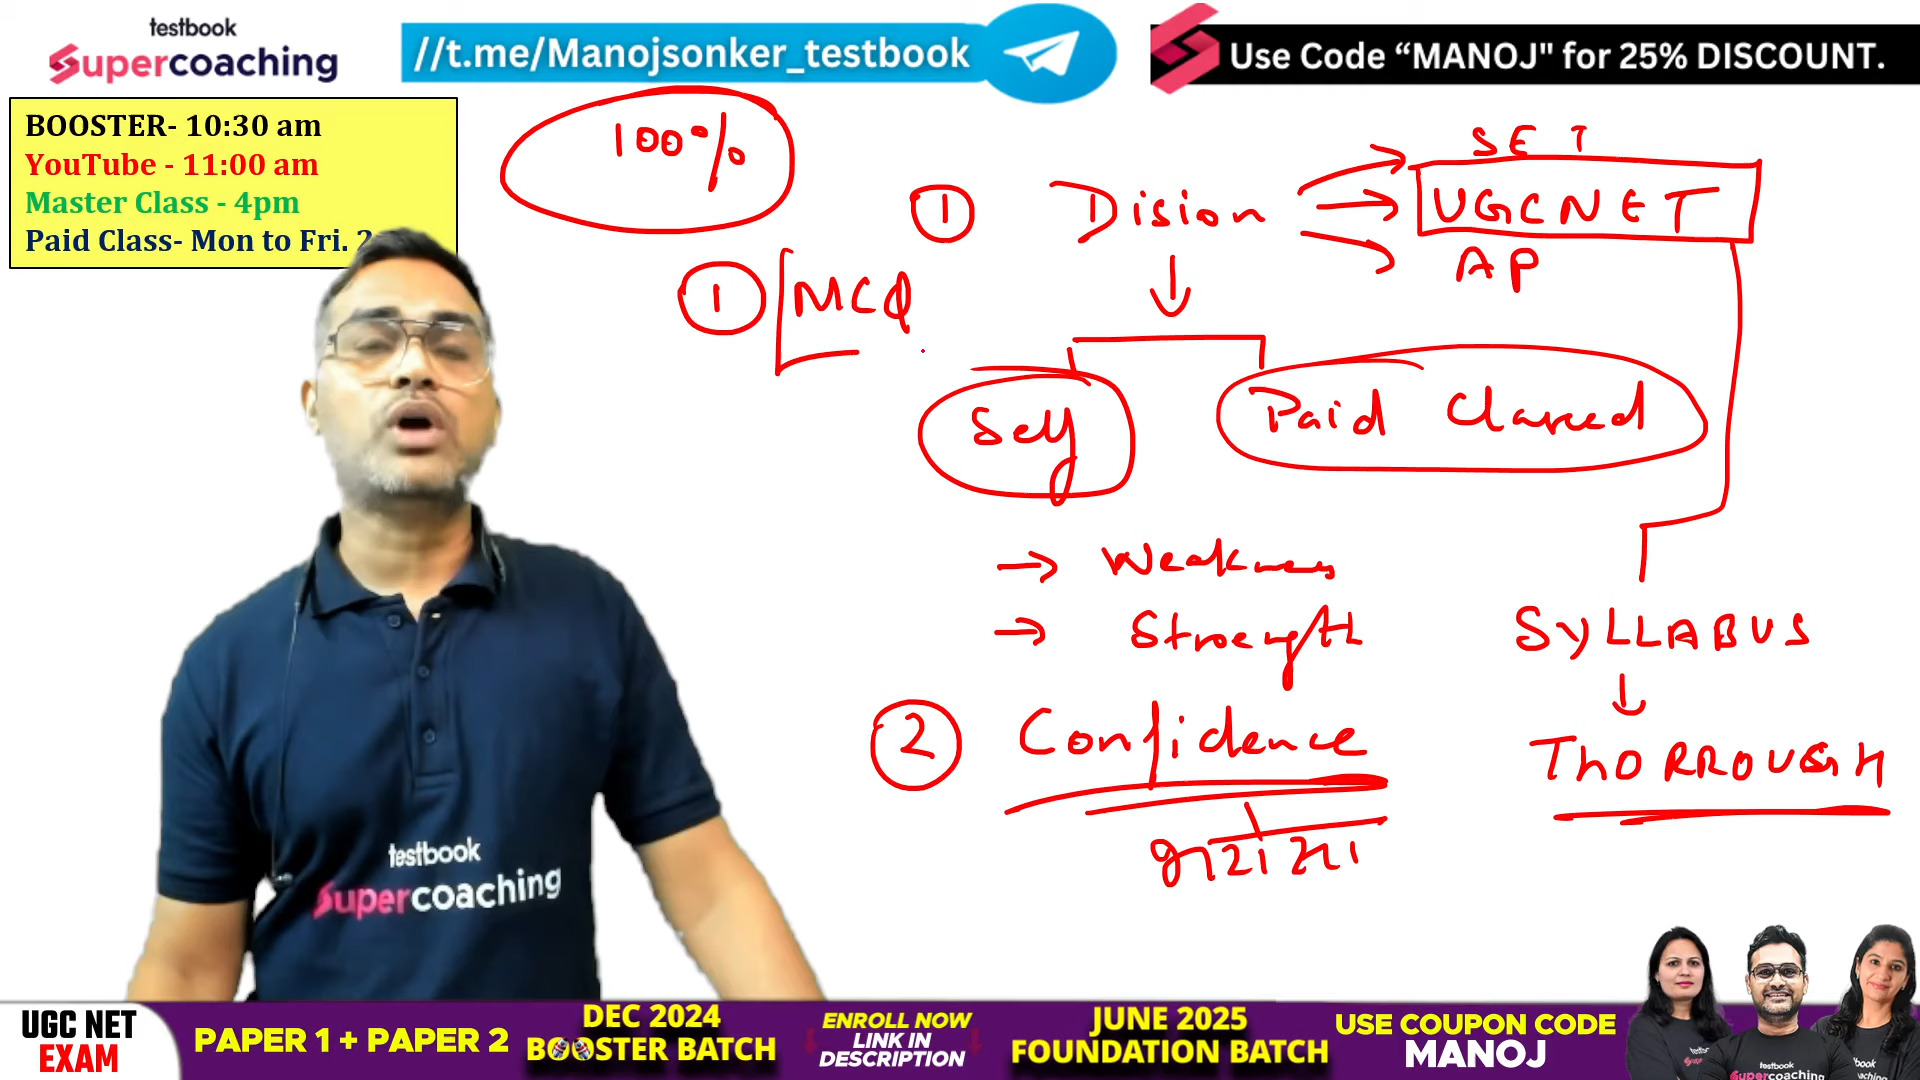 testbook
Supercoaching
//t.me/Manojsonker_testbook
Use Code “MANOJ" for 25% DISCOUNT.
BOOSTER- 10:30 am
YouTube - 11:00 am
Master Class - 4pm
Paid Class- Mon to Fri.
100%
SET
① Dision
UGCNET
AP
① MCQ
Self
Paid
→ Weakness
→ Strength
SYLLABUS
② Confidence
ThORROUGH
testbook
Supercoaching
UGC NET
EXAM
PAPER 1 + PAPER 2
DEC 2024
BOOSTER BATCH
ENROLL NOW
LINK IN
DESCRIPTION
JUNE 2025
FOUNDATION BATCH
USE COUPON CODE
MANOJ
testbook
Supercoaching